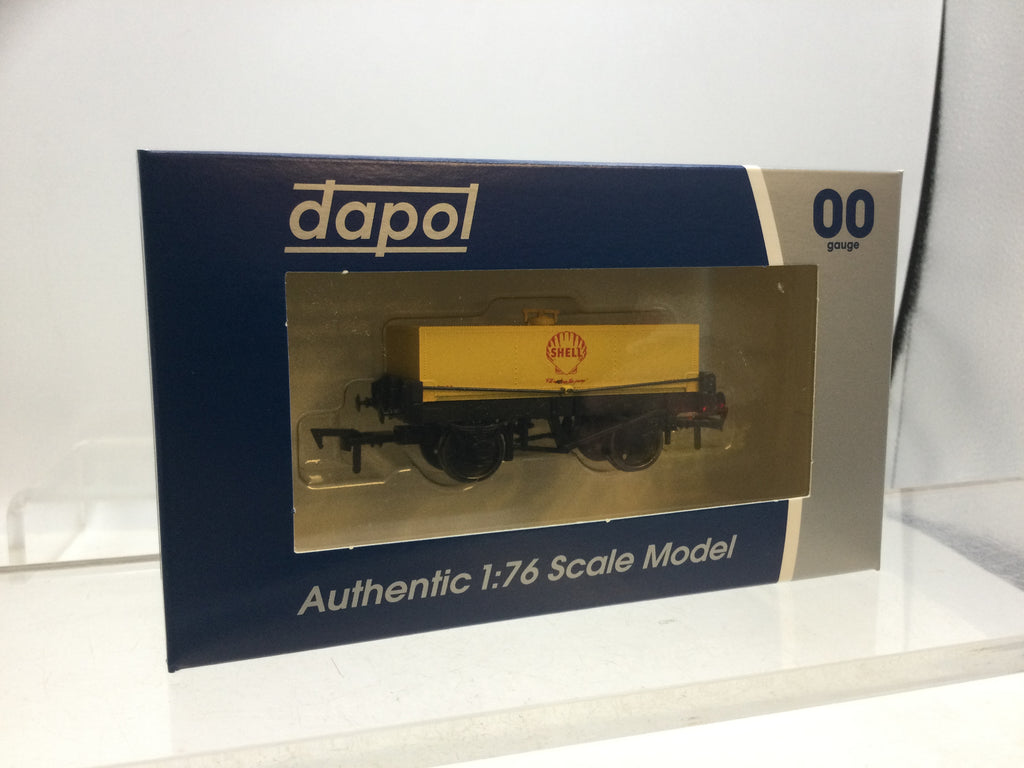 dapol
00
gauge
SHELL
Authentic 1:76 Scale Model